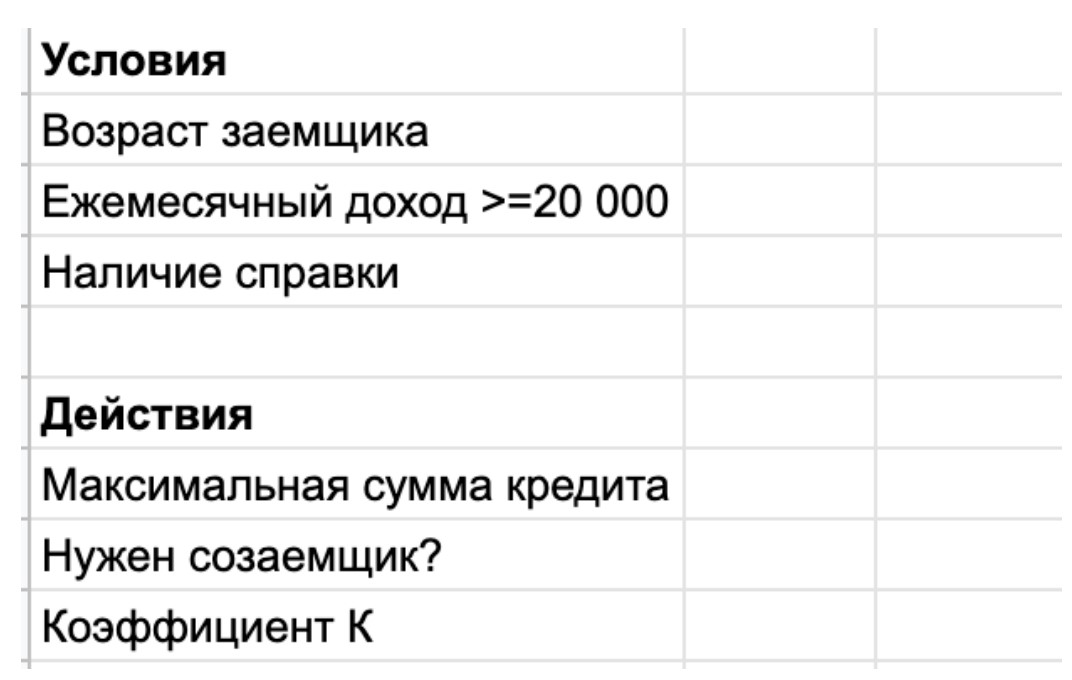 Условия
Возраст заемщика
Ежемесячный доход >=20 000
Наличие справки
Действия
Максимальная сумма кредита
Нужен созаемщик?
Коэффициент К